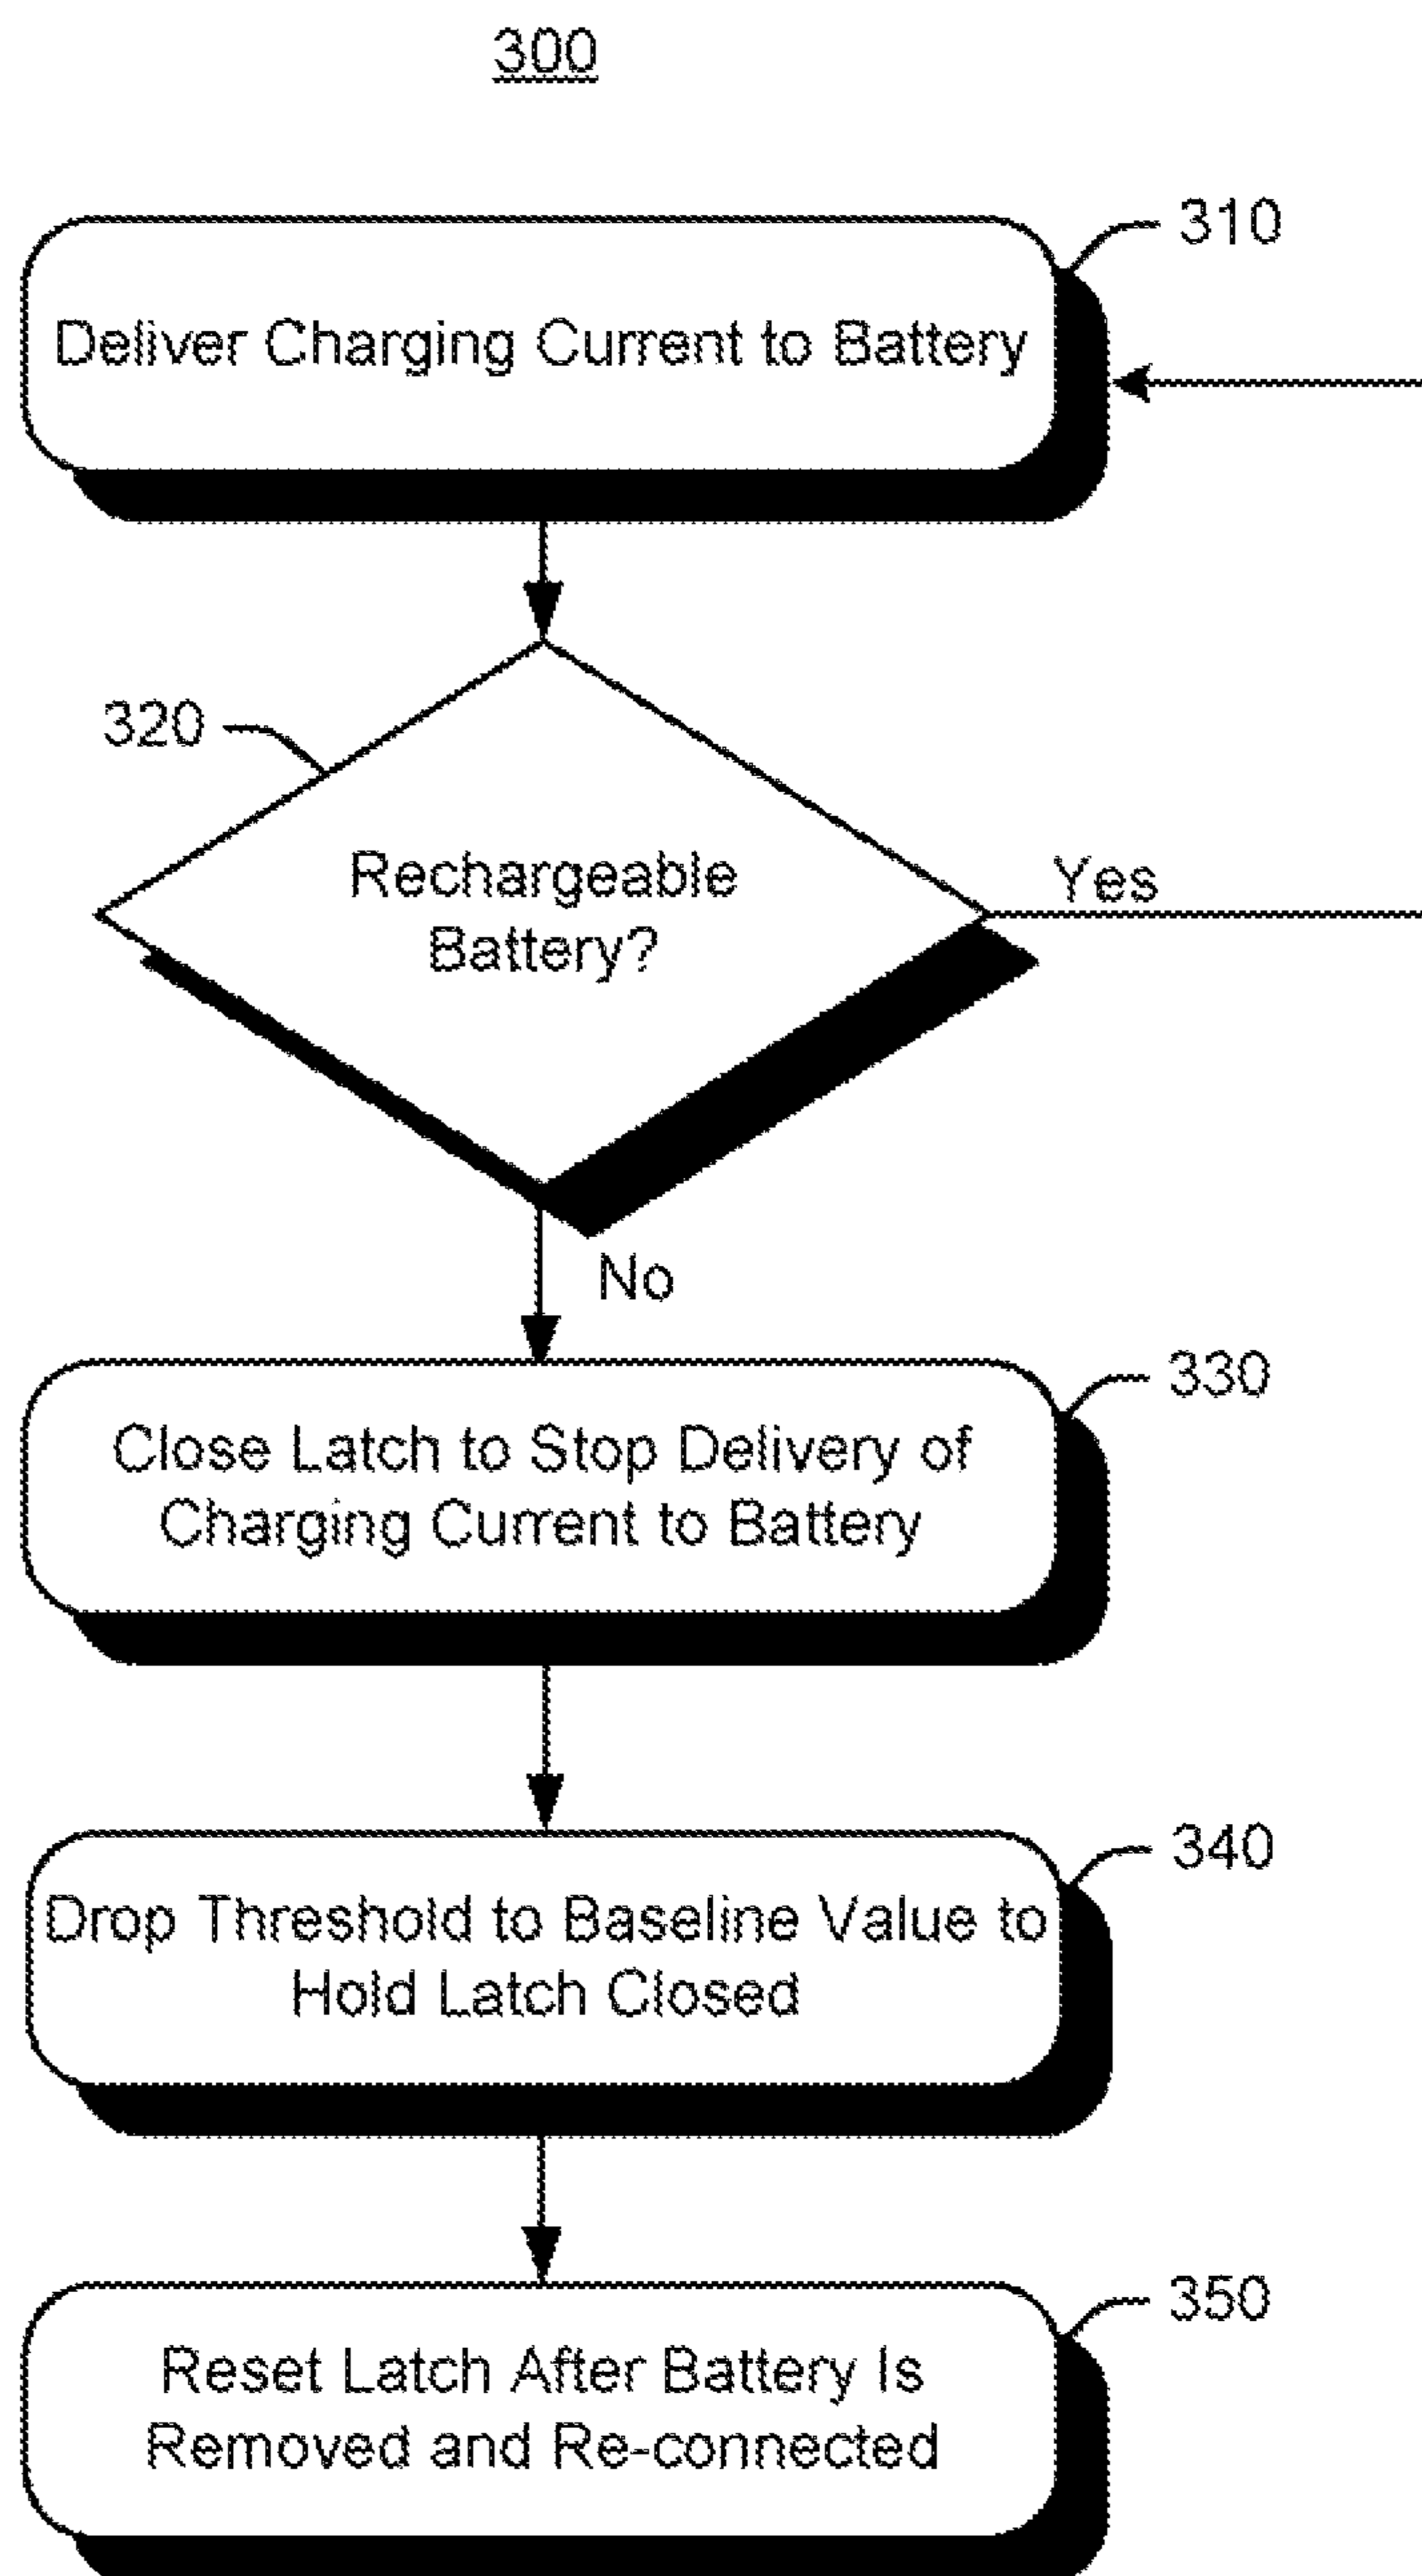 300
310
Deliver Charging Current to Battery
320
Rechargeable
Battery?
Yes
No
330
Close Latch to Stop Delivery of
Charging Current to Battery
340
Drop Threshold to Baseline Value to
Hold Latch Closed
350
Reset Latch After Battery Is
Removed and Re-connected